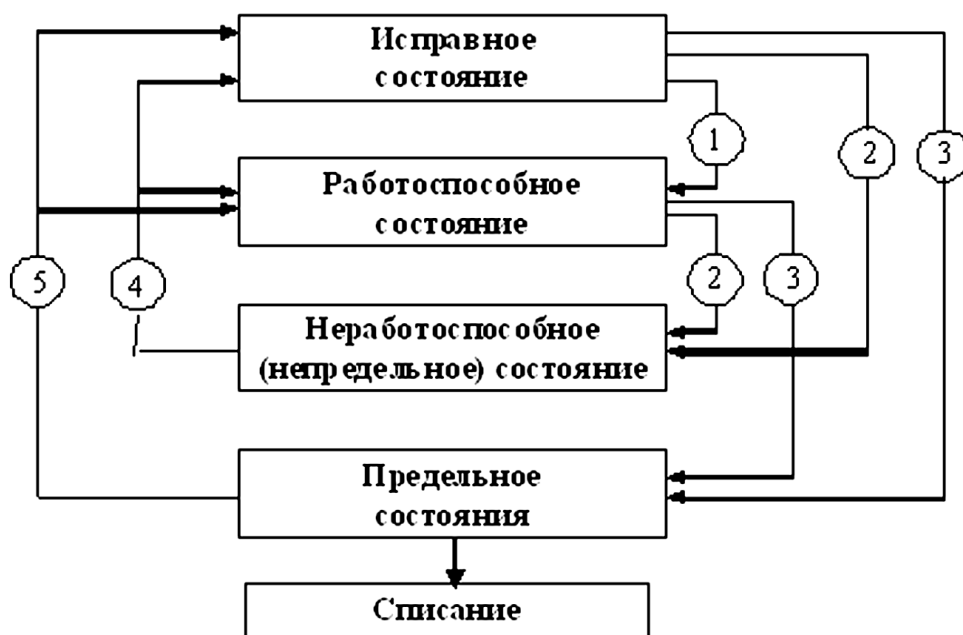 Исправное
состояние
1
2
3
Работоспособное
состояние
5
4
2
3
Неработоспособное
(непредельное) состояние
Предельное
состояния
Списание